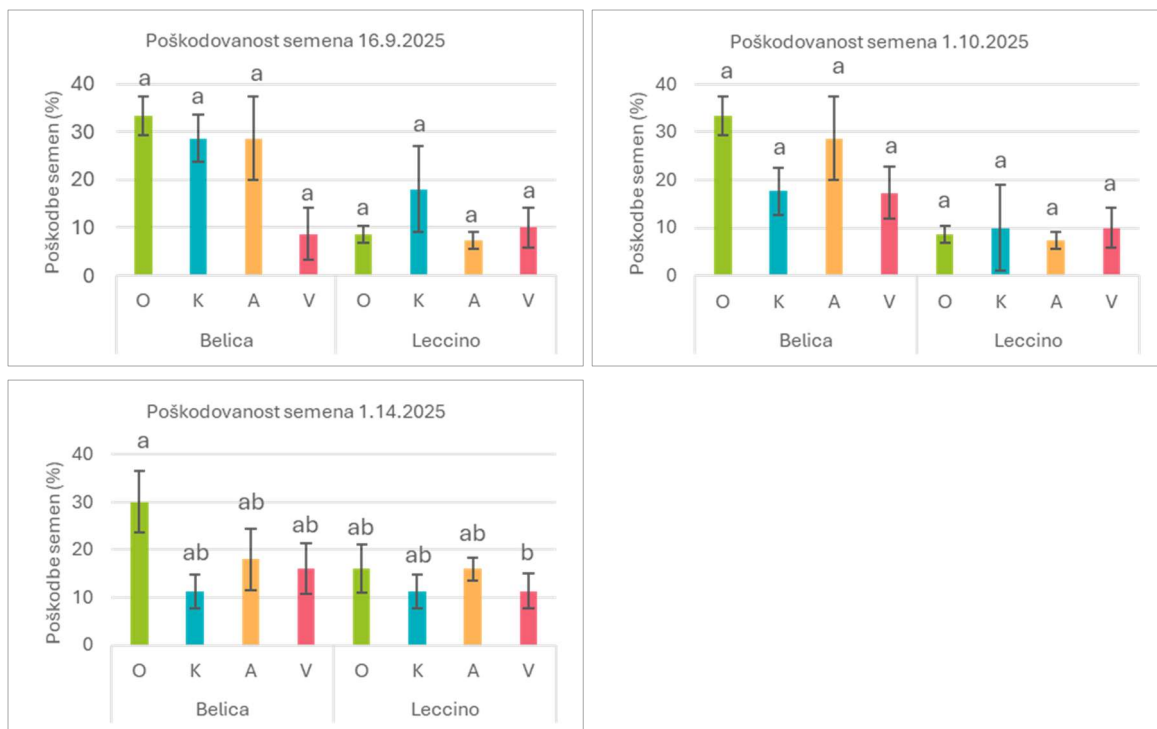 Poškodovanost semena 16.9.2025
a a a a a a a a
Poškodbe semen (%)
40
30
20
10
0
O K A V O K A V
Belica Leccino
Poškodovanost semena 1.10.2025
a a a a a a a a
Poškodbe semen (%)
40
30
20
10
0
O K A V O K A V
Belica Leccino
Poškodovanost semena 1.14.2025
a ab ab ab ab ab ab b
Poškodbe semen (%)
40
30
20
10
0
O K A V O K A V
Belica Leccino